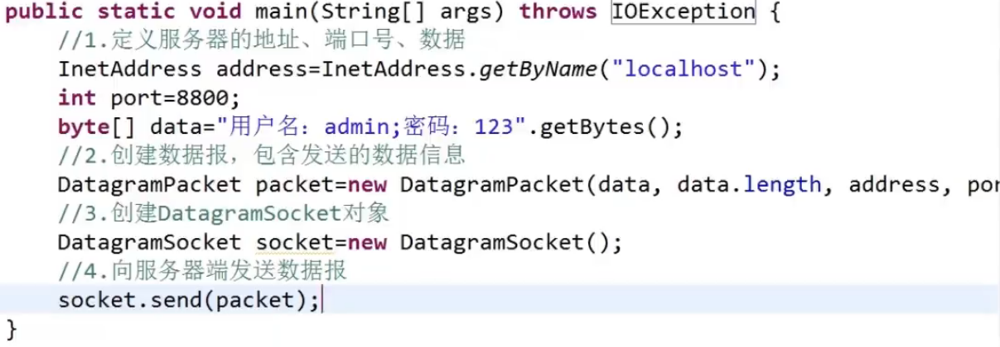 public static void main(String[] args) throws IOException {
//1.定义服务器的地址、端口号、数据
InetAddress address=InetAddress.getByName("localhost");
int port=8800;
byte[] data="用户名：admin;密码：123".getBytes();
//2.创建数据报，包含发送的数据信息
DatagramPacket packet=new DatagramPacket(data, data.length, address, por
//3.创建DatagramSocket对象
DatagramSocket socket=new DatagramSocket();
//4.向服务器端发送数据报
socket.send(packet);
}